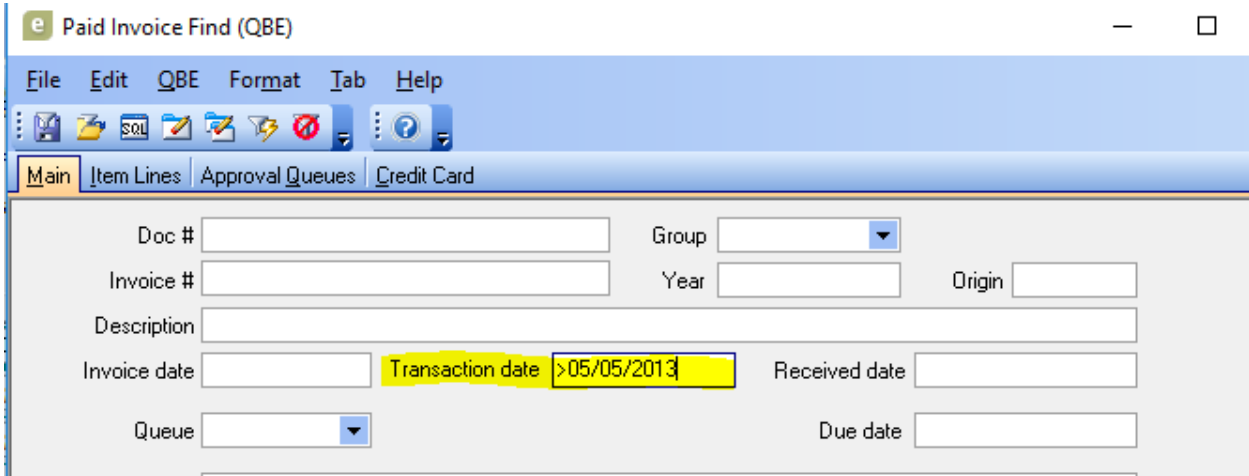 e Paid Invoice Find (QBE)
File Edit QBE Format Tab Help
SQL ?
Main Item Lines Approval Queues Credit Card
Doc # Group
Invoice # Year Origin
Description
Invoice date Transaction date >05/05/2013 Received date
Queue Due date